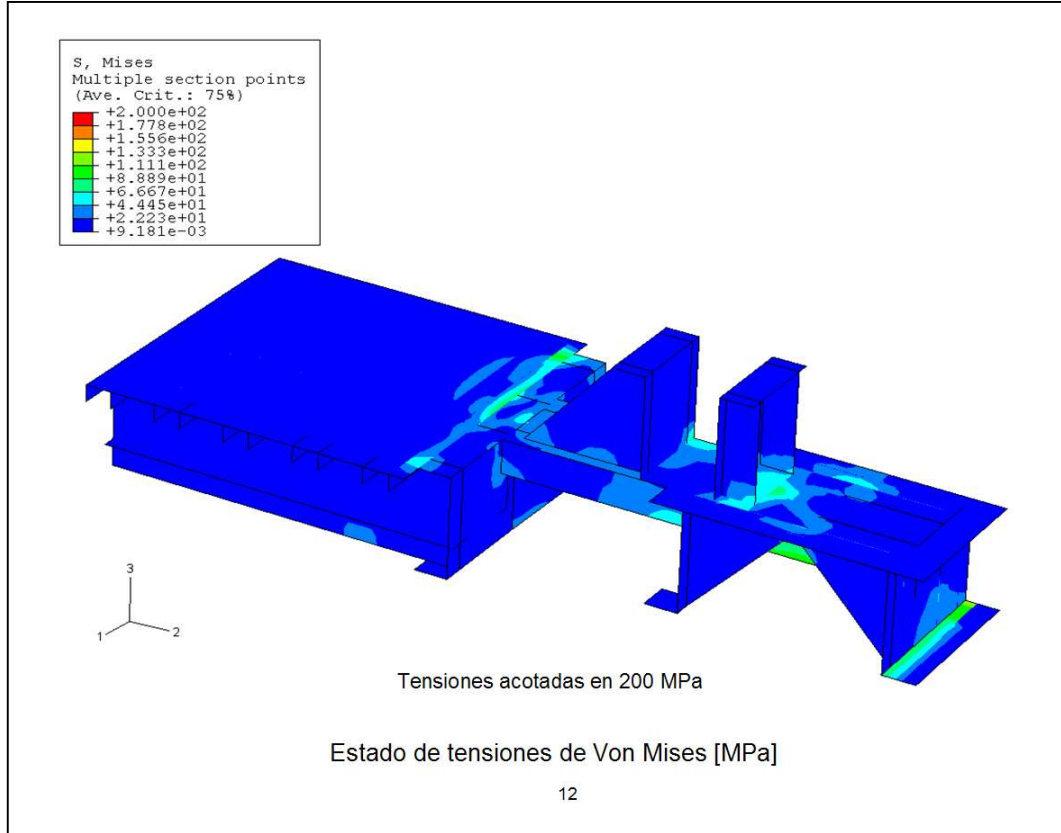 S, Mises
Multiple section points
(Ave. Crit.: 75%)
+2.000e+02
+1.778e+02
+1.556e+02
+1.333e+02
+1.111e+02
+8.889e+01
+6.667e+01
+4.445e+01
+2.223e+01
+9.181e-03
3
1
2
Tensiones acotadas en 200 MPa
Estado de tensiones de Von Mises [MPa]
12